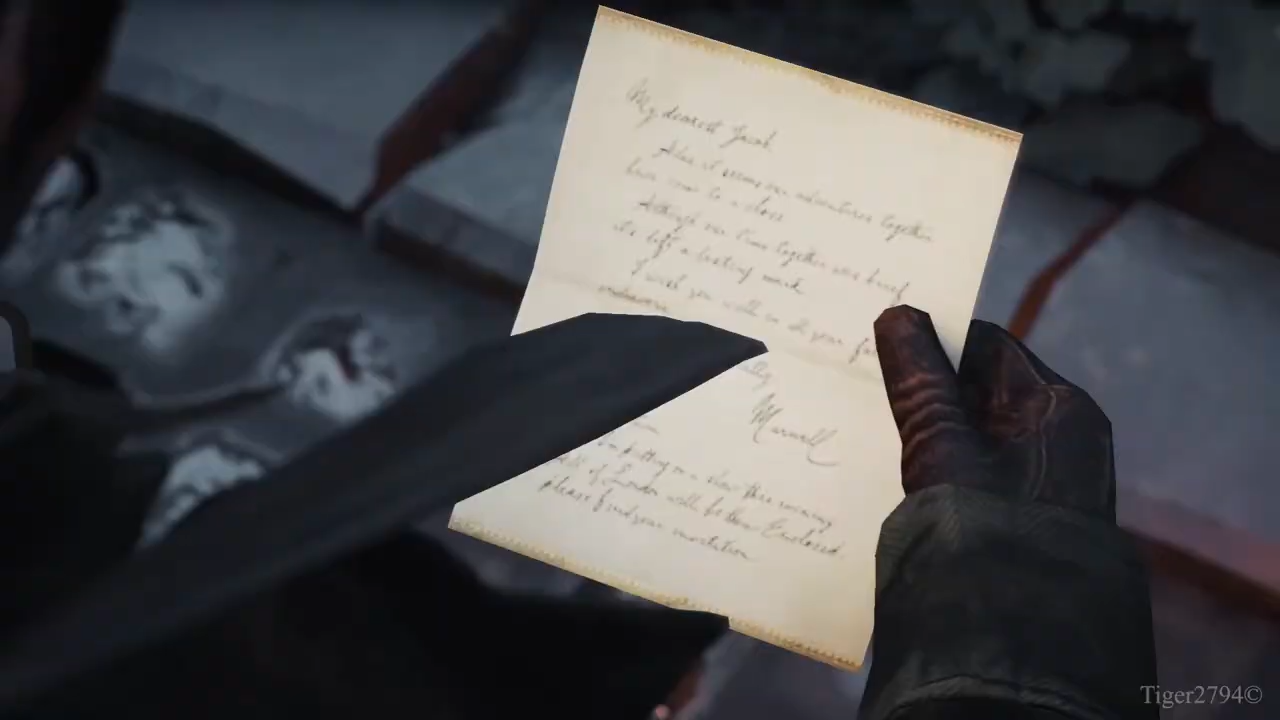 My dearest Jacob
Alas it seems our adventures together
have come to a close
Although our time together was brief
it's left a lasting mark
I wish you well in all your
endeavors
Maxwell
putting on a show this evening
of London will be there Enclosed
please find your invitation
Tiger2794©